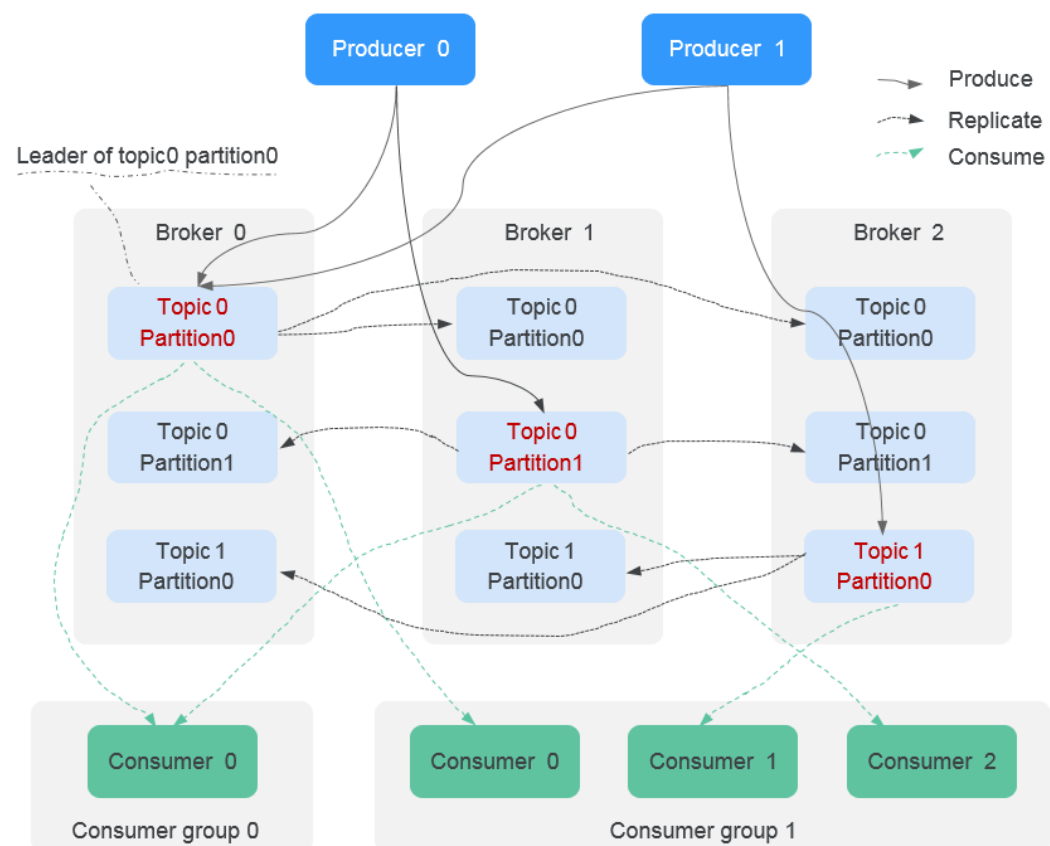 Producer 0
Producer 1
Produce
Replicate
Consume
Leader of topic0 partition0
Broker 0
Broker 1
Broker 2
Topic 0
Partition0
Topic 0
Partition0
Topic 0
Partition0
Topic 0
Partition1
Topic 0
Partition1
Topic 0
Partition1
Topic 1
Partition0
Topic 1
Partition0
Topic 1
Partition0
Consumer 0
Consumer 0
Consumer 1
Consumer 2
Consumer group 0
Consumer group 1